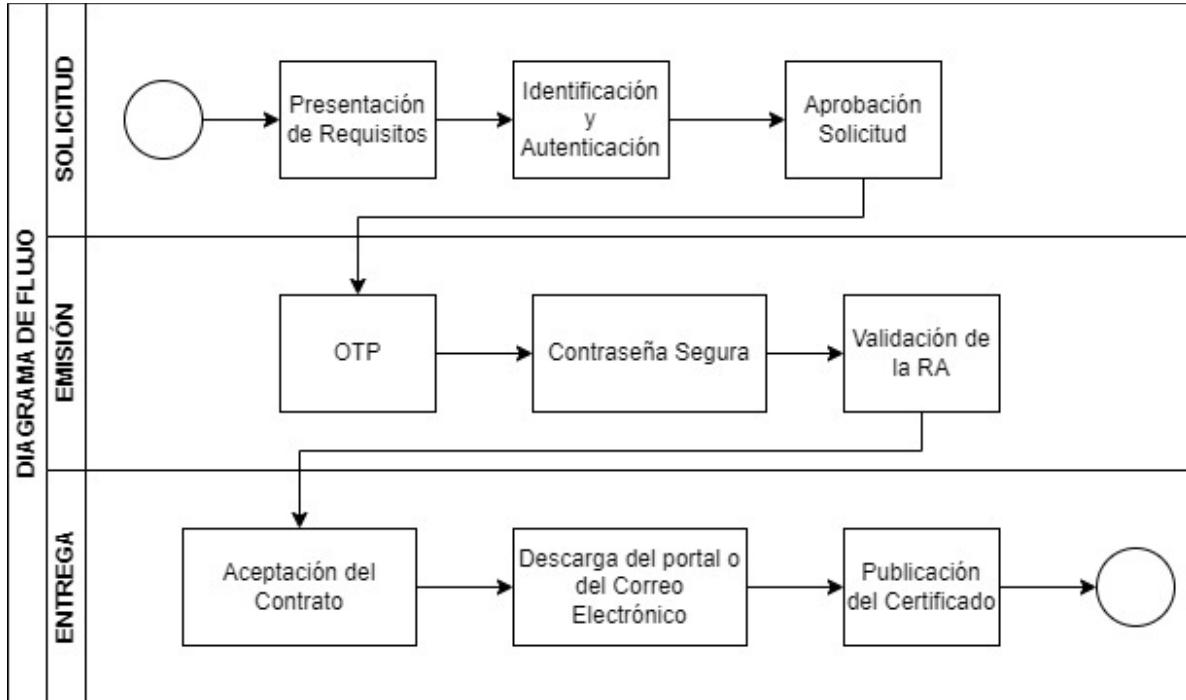 DIAGRAMA DE FLUJO
SOLICITUD
Presentación
de Requisitos
Identificación
y
Autenticación
Aprobación
Solicitud
EMISIÓN
OTP
Contraseña Segura
Validación de
la RA
ENTREGA
Aceptación del
Contrato
Descarga del portal o
del Correo
Electrónico
Publicación
del Certificado